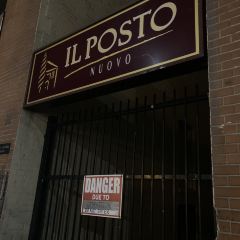 IL POSTO
NUOVO
DANGER
DUE TO